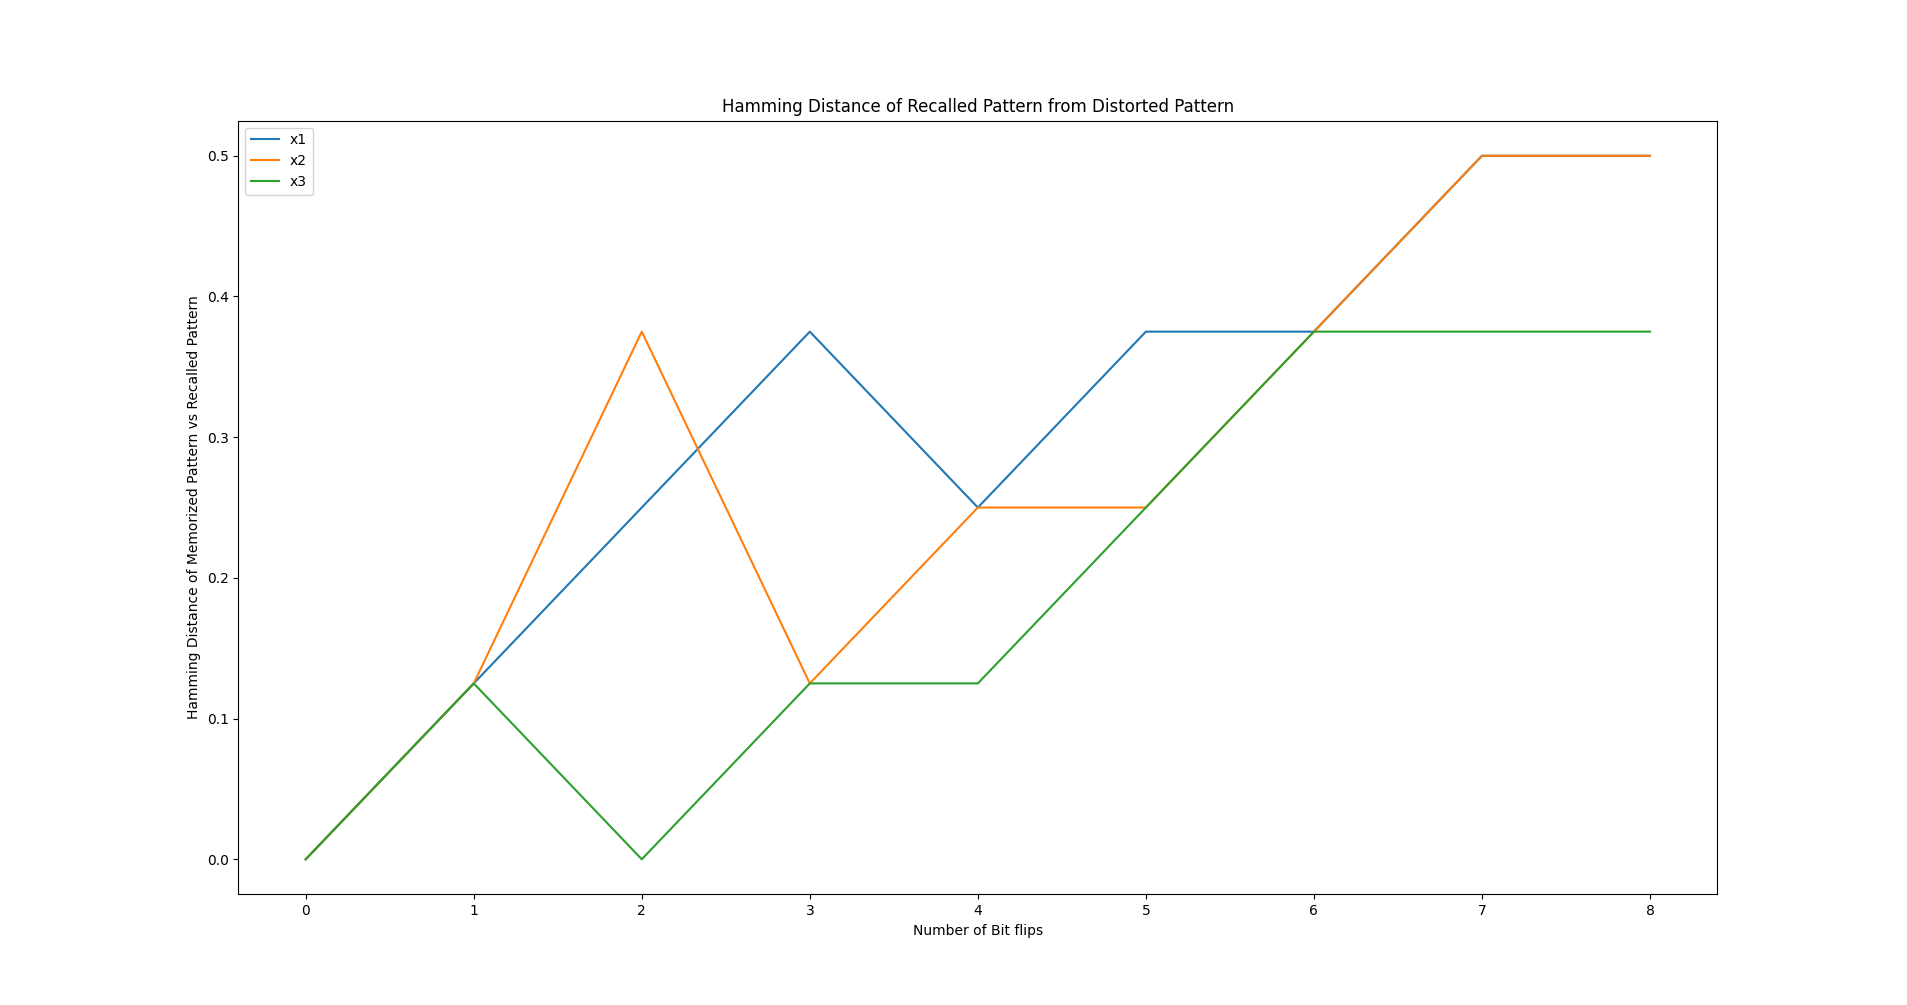 Hamming Distance of Recalled Pattern from Distorted Pattern
x1
x2
x3
0.5
0.4
0.3
0.2
0.1
0.0
Hamming Distance of Memorized Pattern vs Recalled Pattern
0 1 2 3 4 5 6 7 8
Number of Bit flips